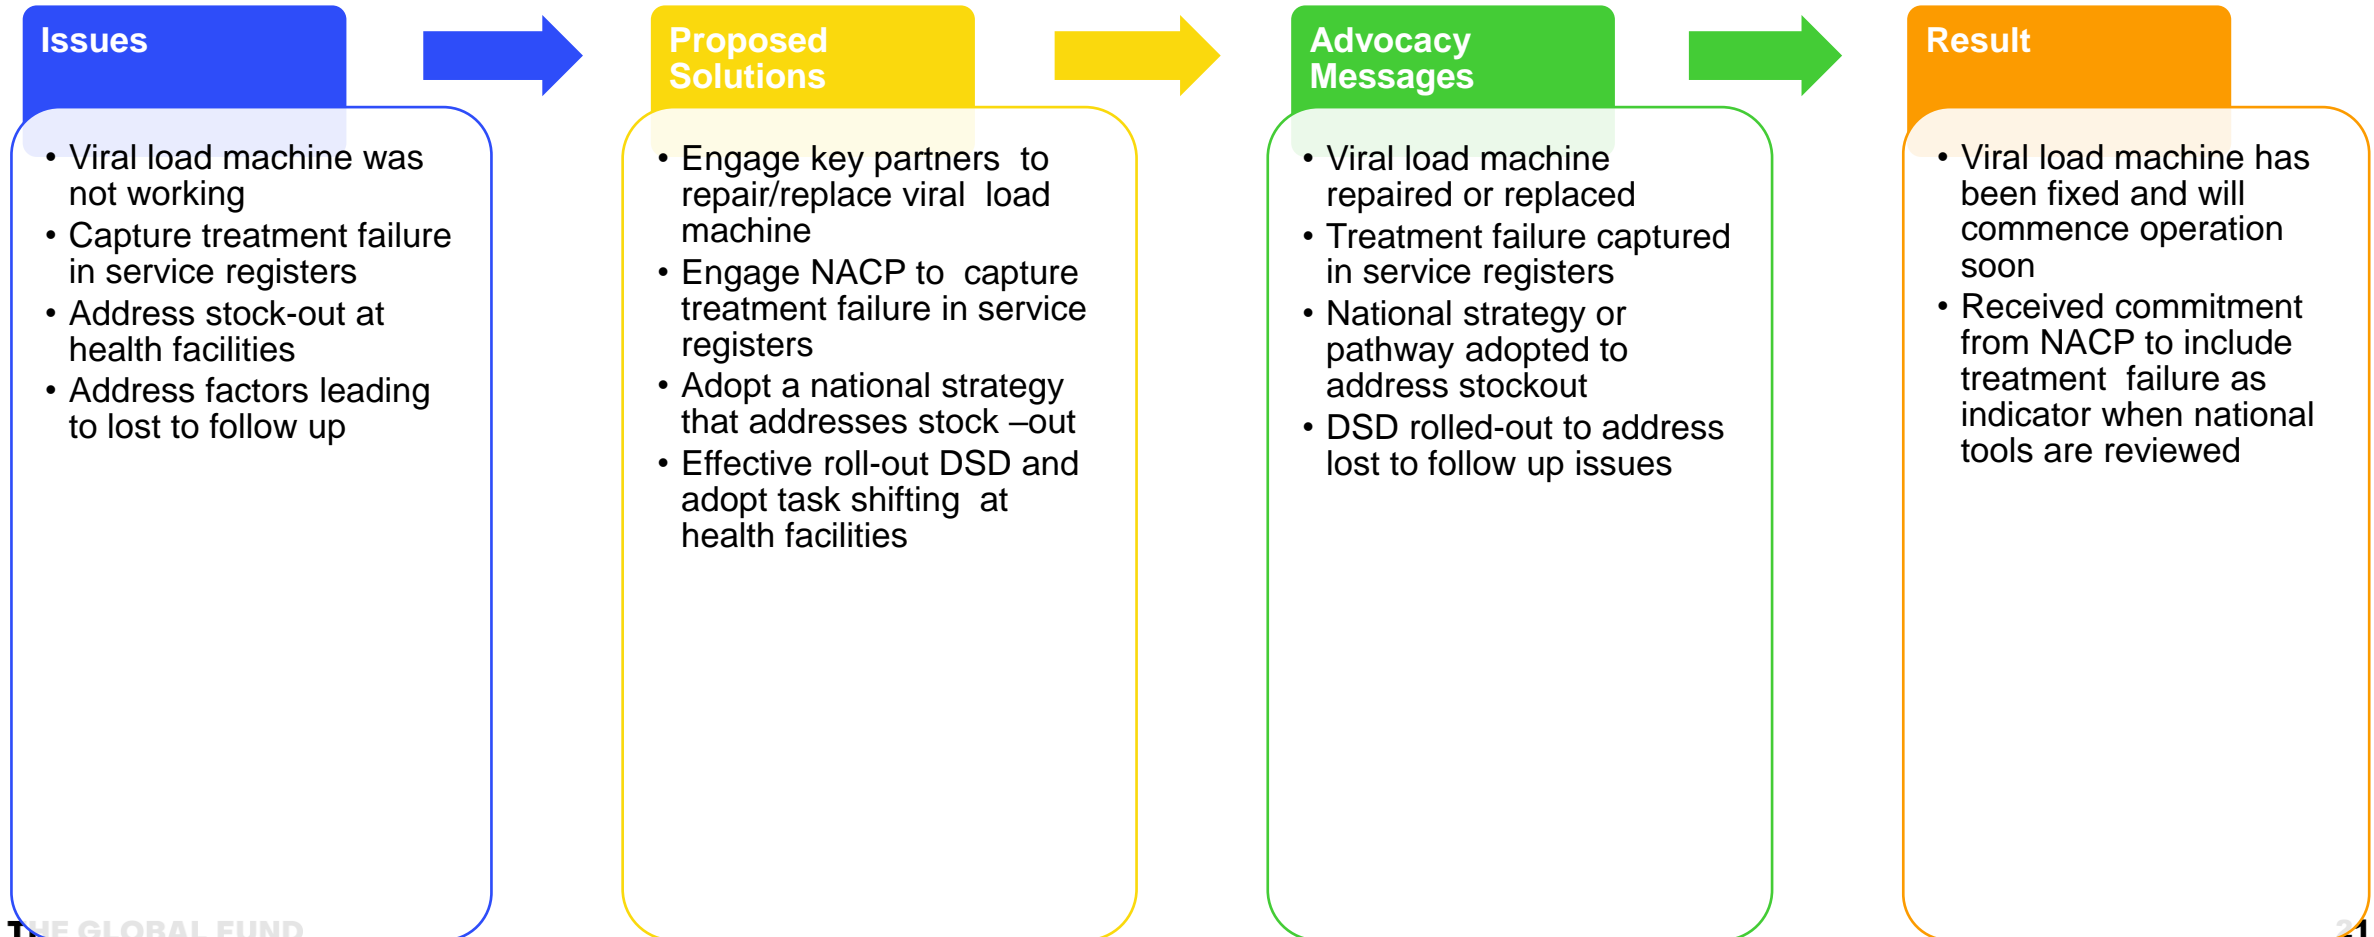 Issues
• Viral load machine was
not working
• Capture treatment failure
in service registers
• Address stock-out at
health facilities
• Address factors leading
to lost to follow up
Proposed
Solutions
• Engage key partners to
repair/replace viral load
machine
• Engage NACP to capture
treatment failure in service
registers
• Adopt a national strategy
that addresses stock –out
• Effective roll-out DSD and
adopt task shifting at
health facilities
Advocacy
Messages
• Viral load machine
repaired or replaced
• Treatment failure captured
in service registers
• National strategy or
pathway adopted to
address stockout
• DSD rolled-out to address
lost to follow up issues
Result
• Viral load machine has
been fixed and will
commence operation
soon
• Received commitment
from NACP to include
treatment failure as
indicator when national
tools are reviewed
THE GLOBAL FUND
21